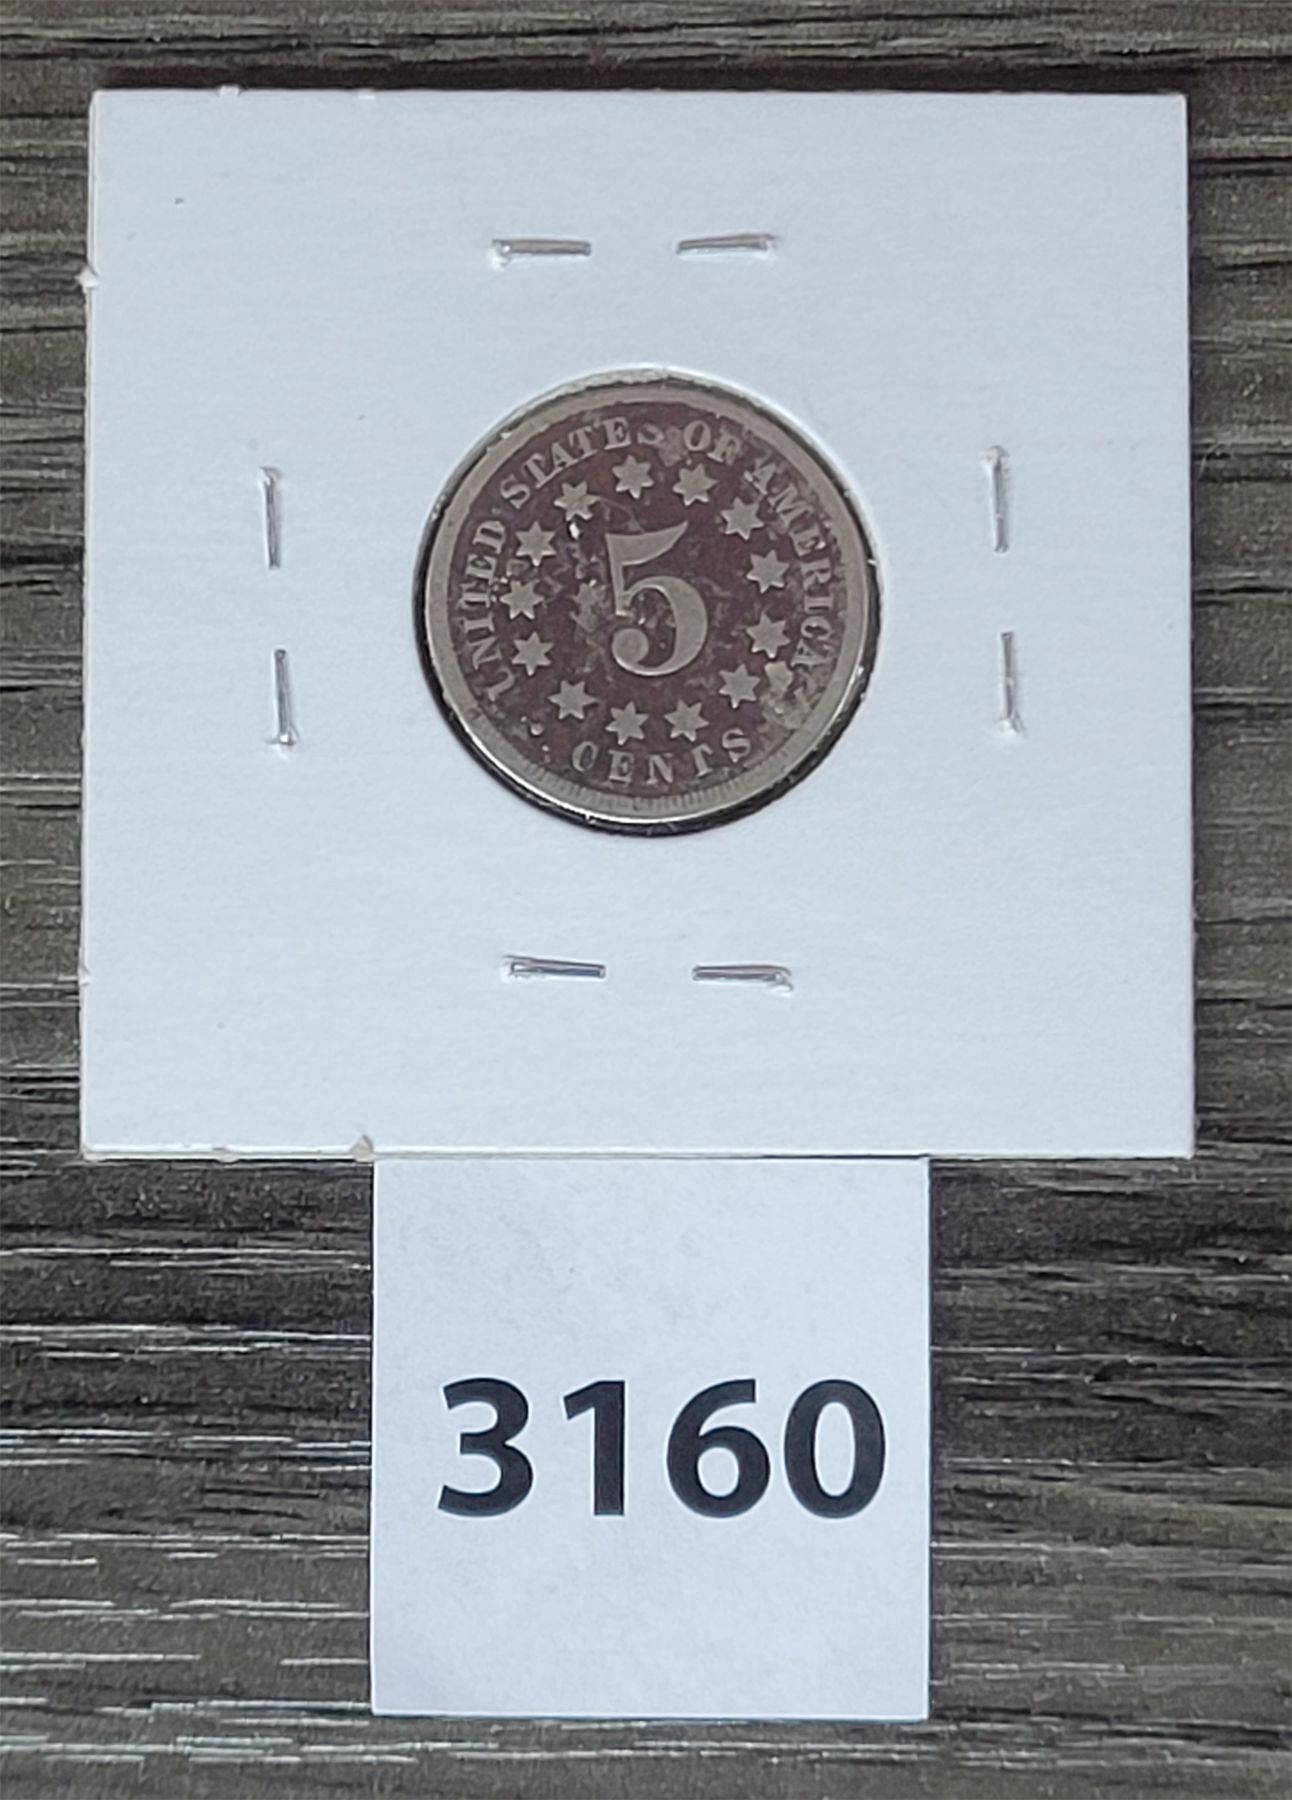 UNITED STATES OF AMERICA
5
CENTS
3160